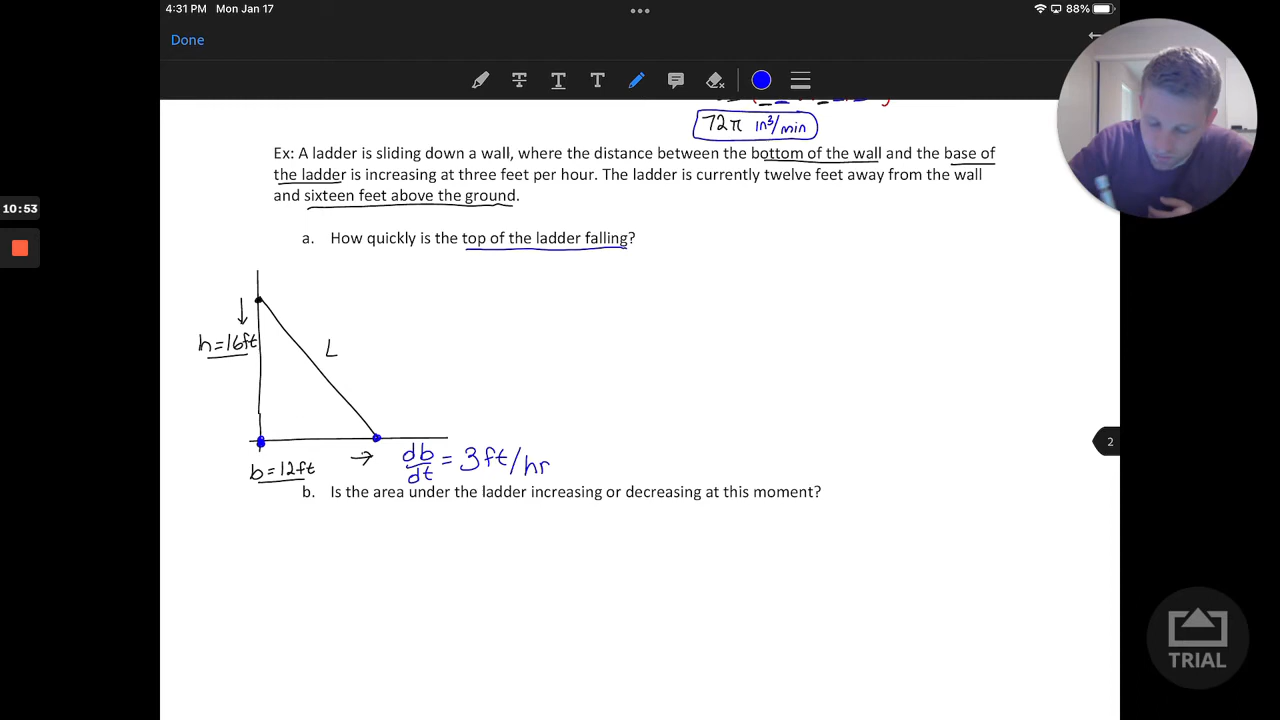 4:31 PM Mon Jan 17
88%
Done
T T T
72π in³/min
Ex: A ladder is sliding down a wall, where the distance between the bottom of the wall and the base of
the ladder is increasing at three feet per hour. The ladder is currently twelve feet away from the wall
and sixteen feet above the ground.
10:53
a. How quickly is the top of the ladder falling?
h=16ft
L
2
db/dt = 3ft/hr
b=12ft
b. Is the area under the ladder increasing or decreasing at this moment?
TRIAL